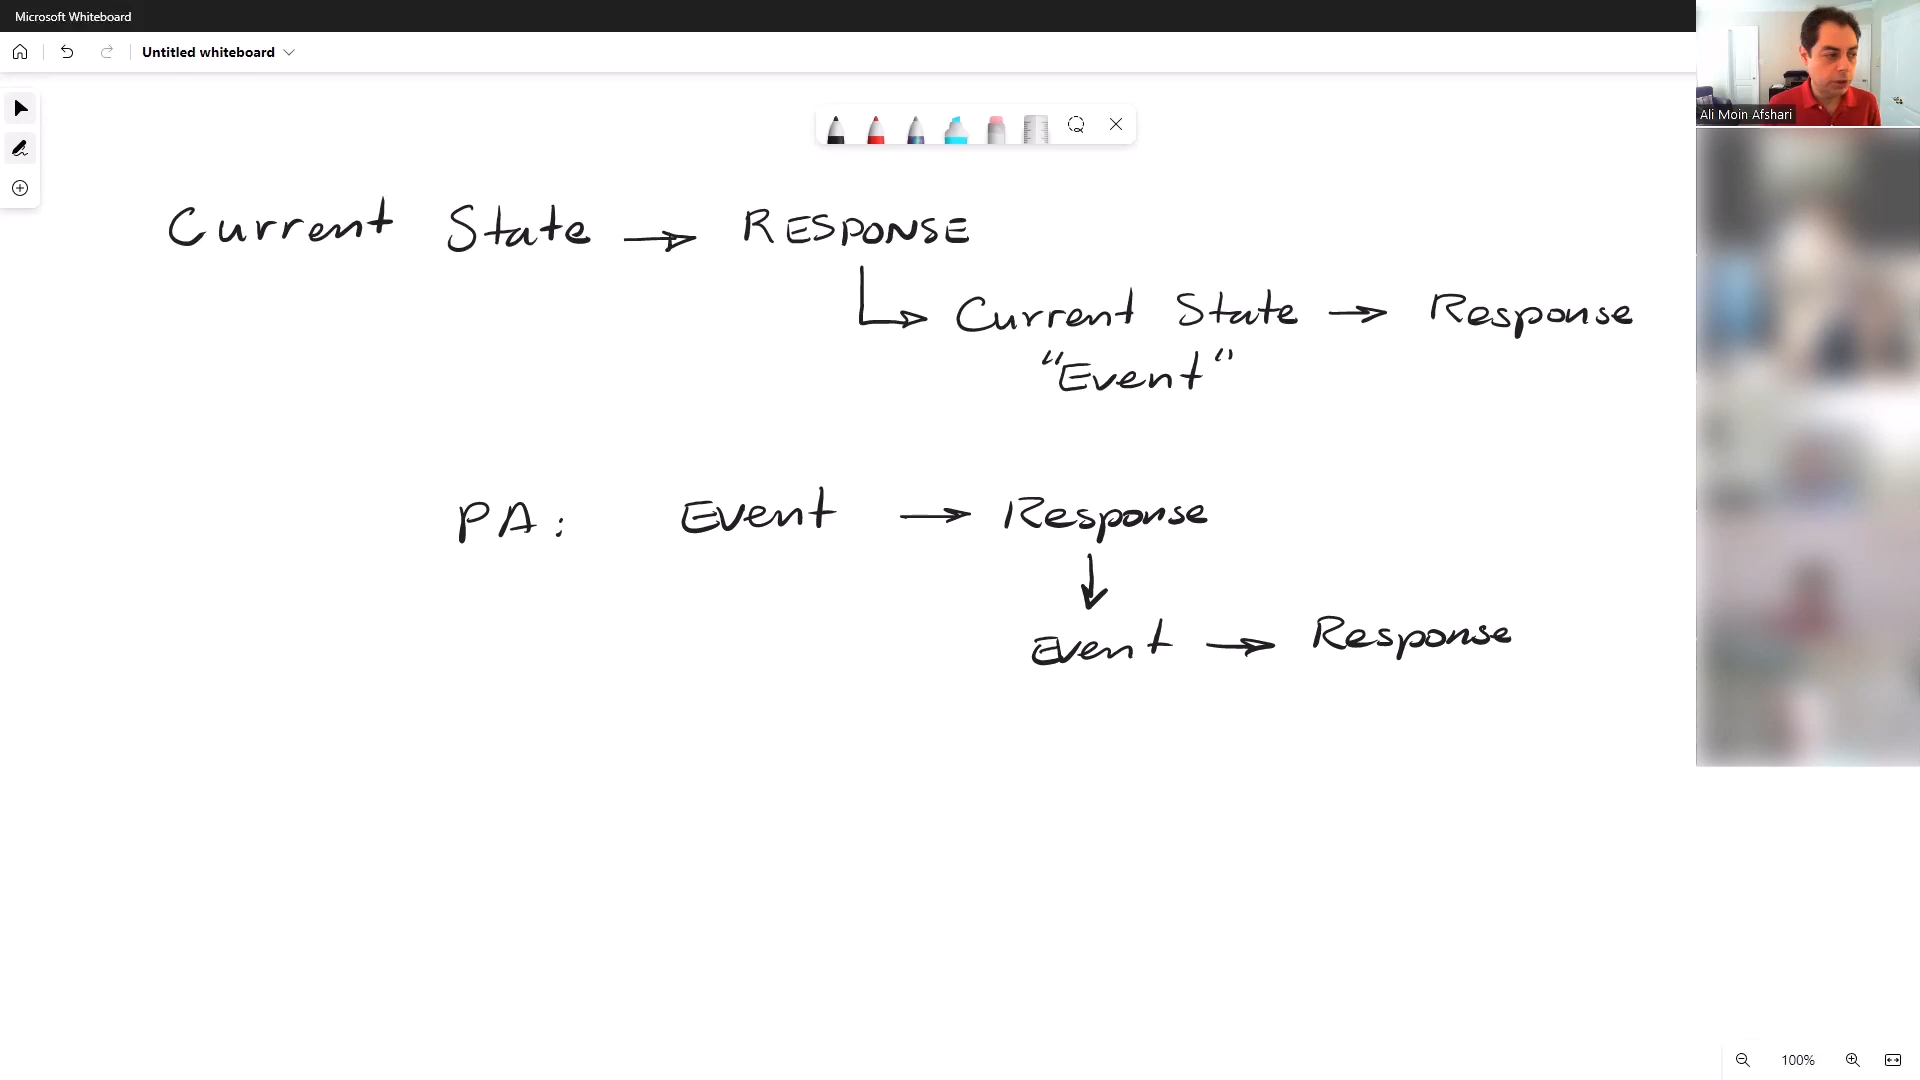 Microsoft Whiteboard
Untitled whiteboard
Ali Moin Afshari
Current State → RESPONSE
Current State → Response
"Event"
PA: Event → Response
Event → Response
100%